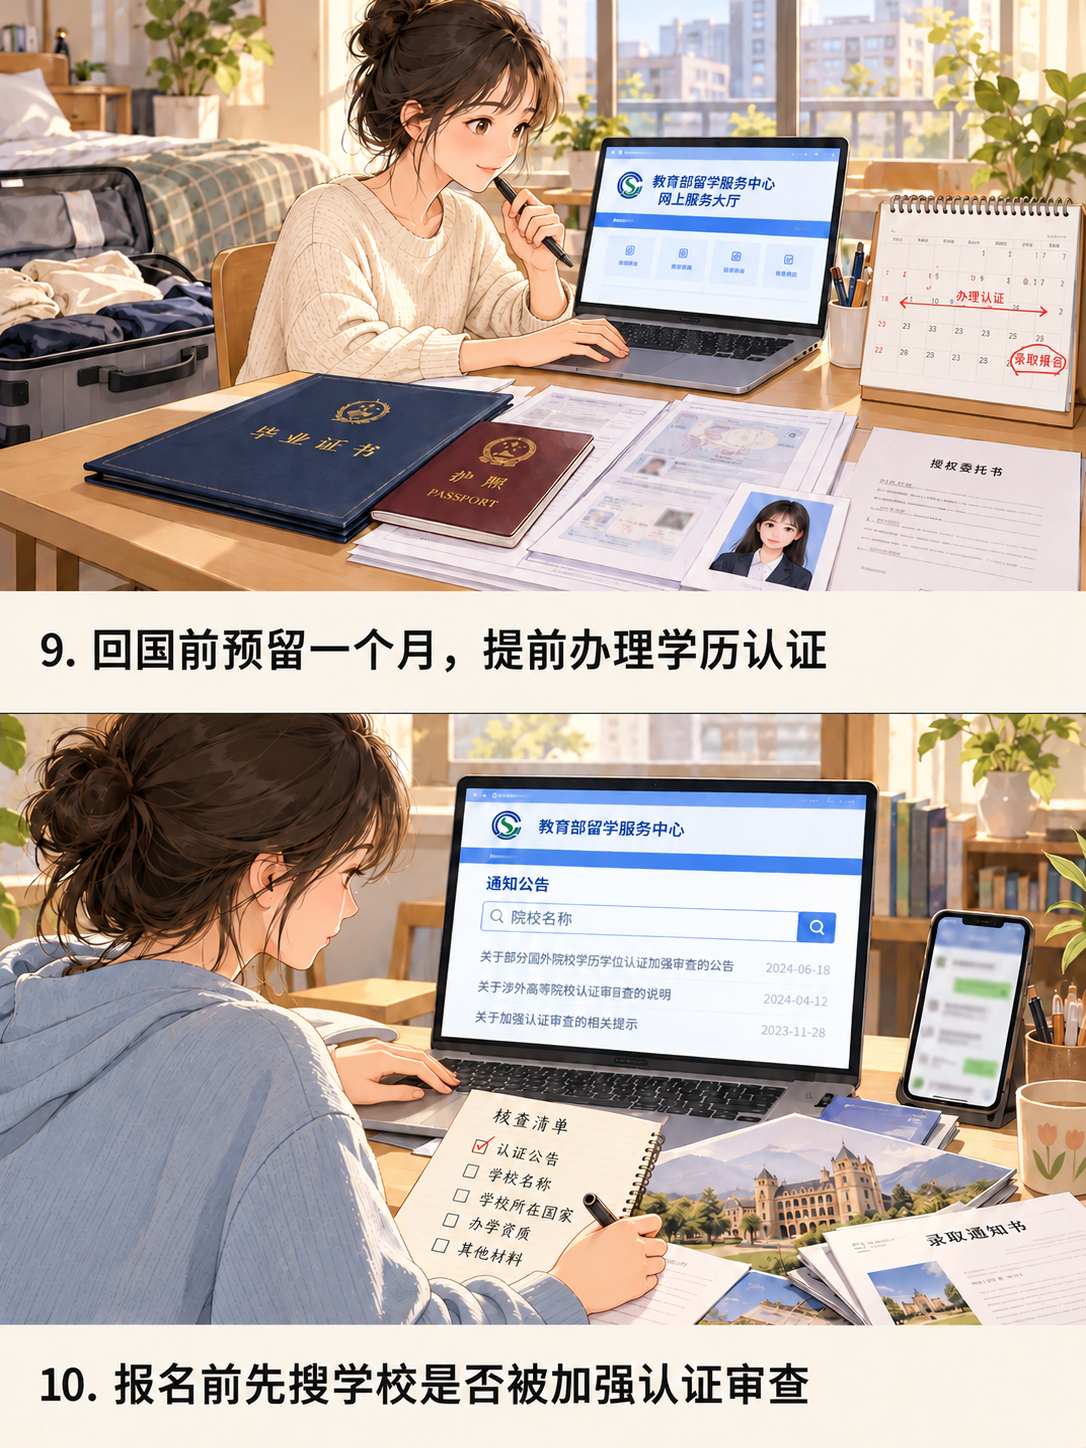 教育部留学服务中心
网上服务大厅
办理认证
录取报名
毕业证书
护照
PASSPORT
授权委托书
9. 回国前预留一个月，提前办理学历认证
教育部留学服务中心
通知公告
院校名称
关于部分国外院校学历学位认证加强审查的公告 2024-06-18
关于涉外高等院校认证审查的说明 2024-04-12
关于加强认证审查的相关提示 2023-11-28
核查清单
认证公告
学校名称
学校所在国家
办学资质
其他材料
录取通知书
10. 报名前先搜学校是否被加强认证审查